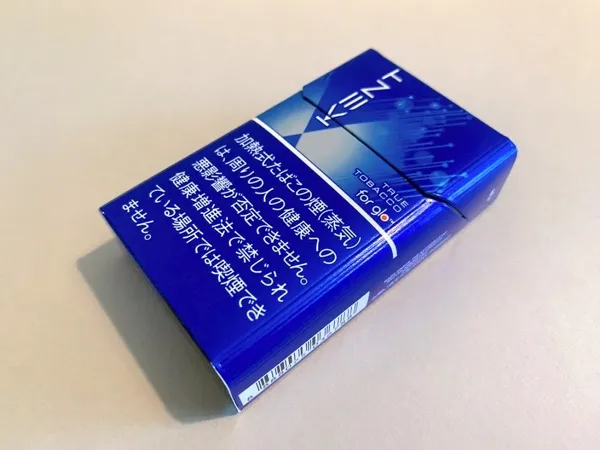 KENT
TRUE
TOBACCO
for glo
加熱式たばこの煙(蒸気)
は、周りの人の健康への
悪影響が否定できません。
健康増進法で禁じられ
ている場所では喫煙でき
ません。